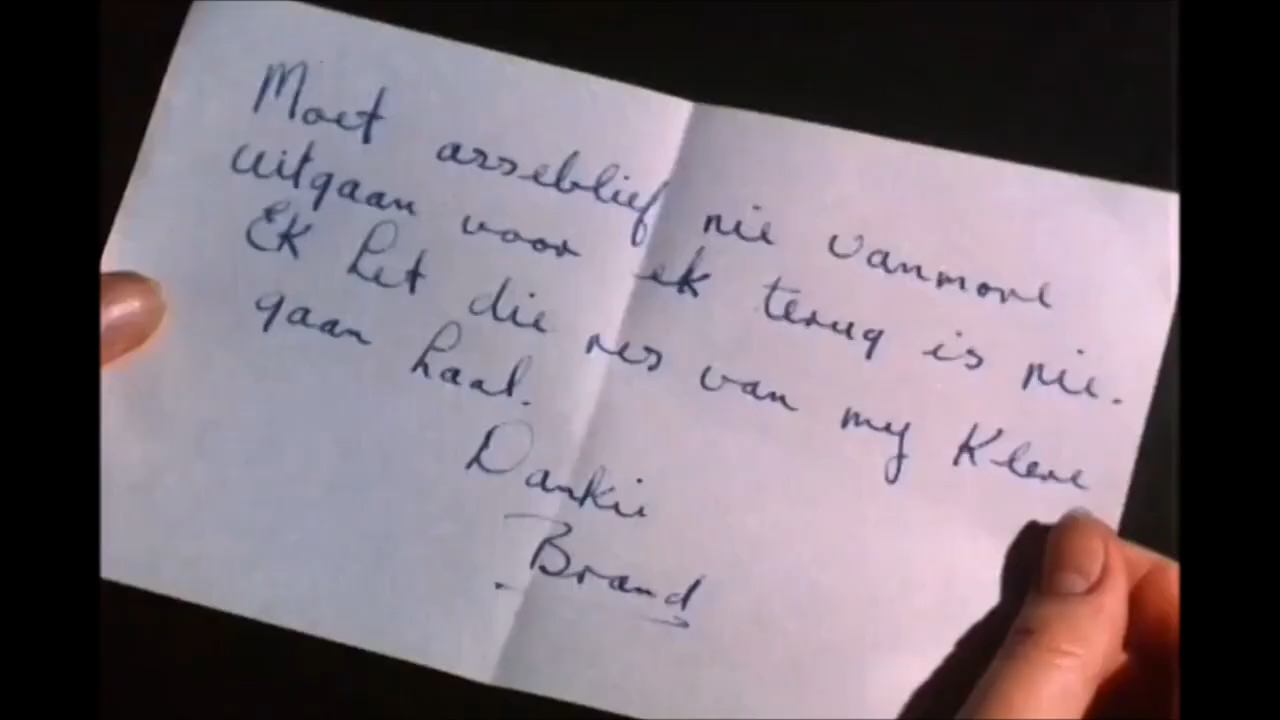 Moet asseblief nie vanmore
uitgaan voor ek terug is nie.
Ek het die res van my Klere
gaan haal.
Dankie
Brand